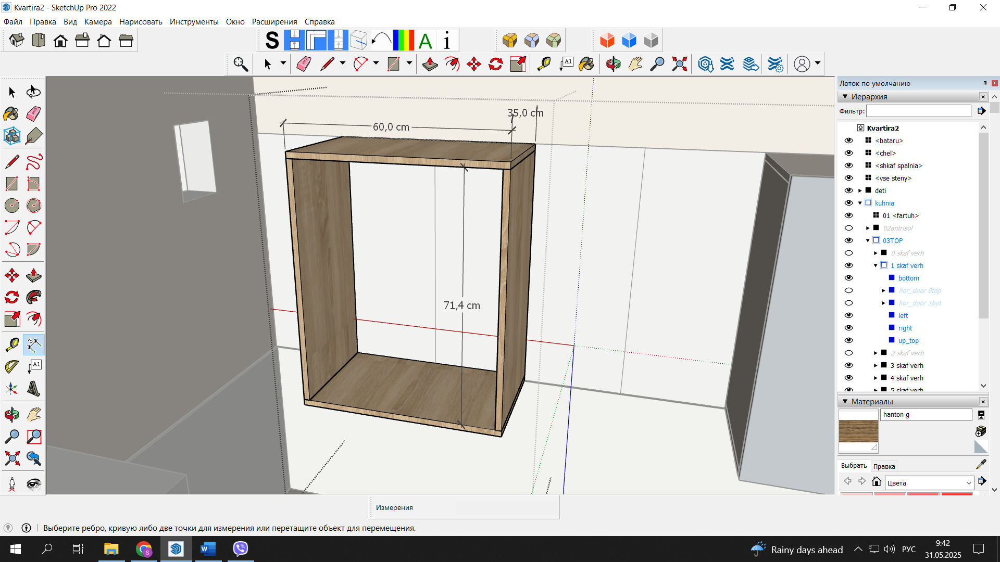 Kvartira2 - SketchUp Pro 2022
Файл Правка Вид Камера Нарисовать Инструменты Окно Расширения Справка
S A i
A1
Лоток по умолчанию
Иерархия
Фильтр:
Kvartira2
<bataru>
<chel>
<shkaf spalnia>
<vse steny>
deti
kuhnia
01 <fartuh>
02antrisol
03TOP
0 skaf verh
1 skaf verh
bottom
hor_door 0top
hor_door 1bot
left
right
up_top
2 skaf verh
3 skaf verh
4 skaf verh
5 skaf verh
35,0 cm
60,0 cm
71,4 cm
A1
Материалы
hanton g
Выбрать Правка
Цвета
Измерения
Выберите ребро, кривую либо две точки для измерения или перетащите объект для перемещения.
Rainy days ahead
РУС
9:42
31.05.2025